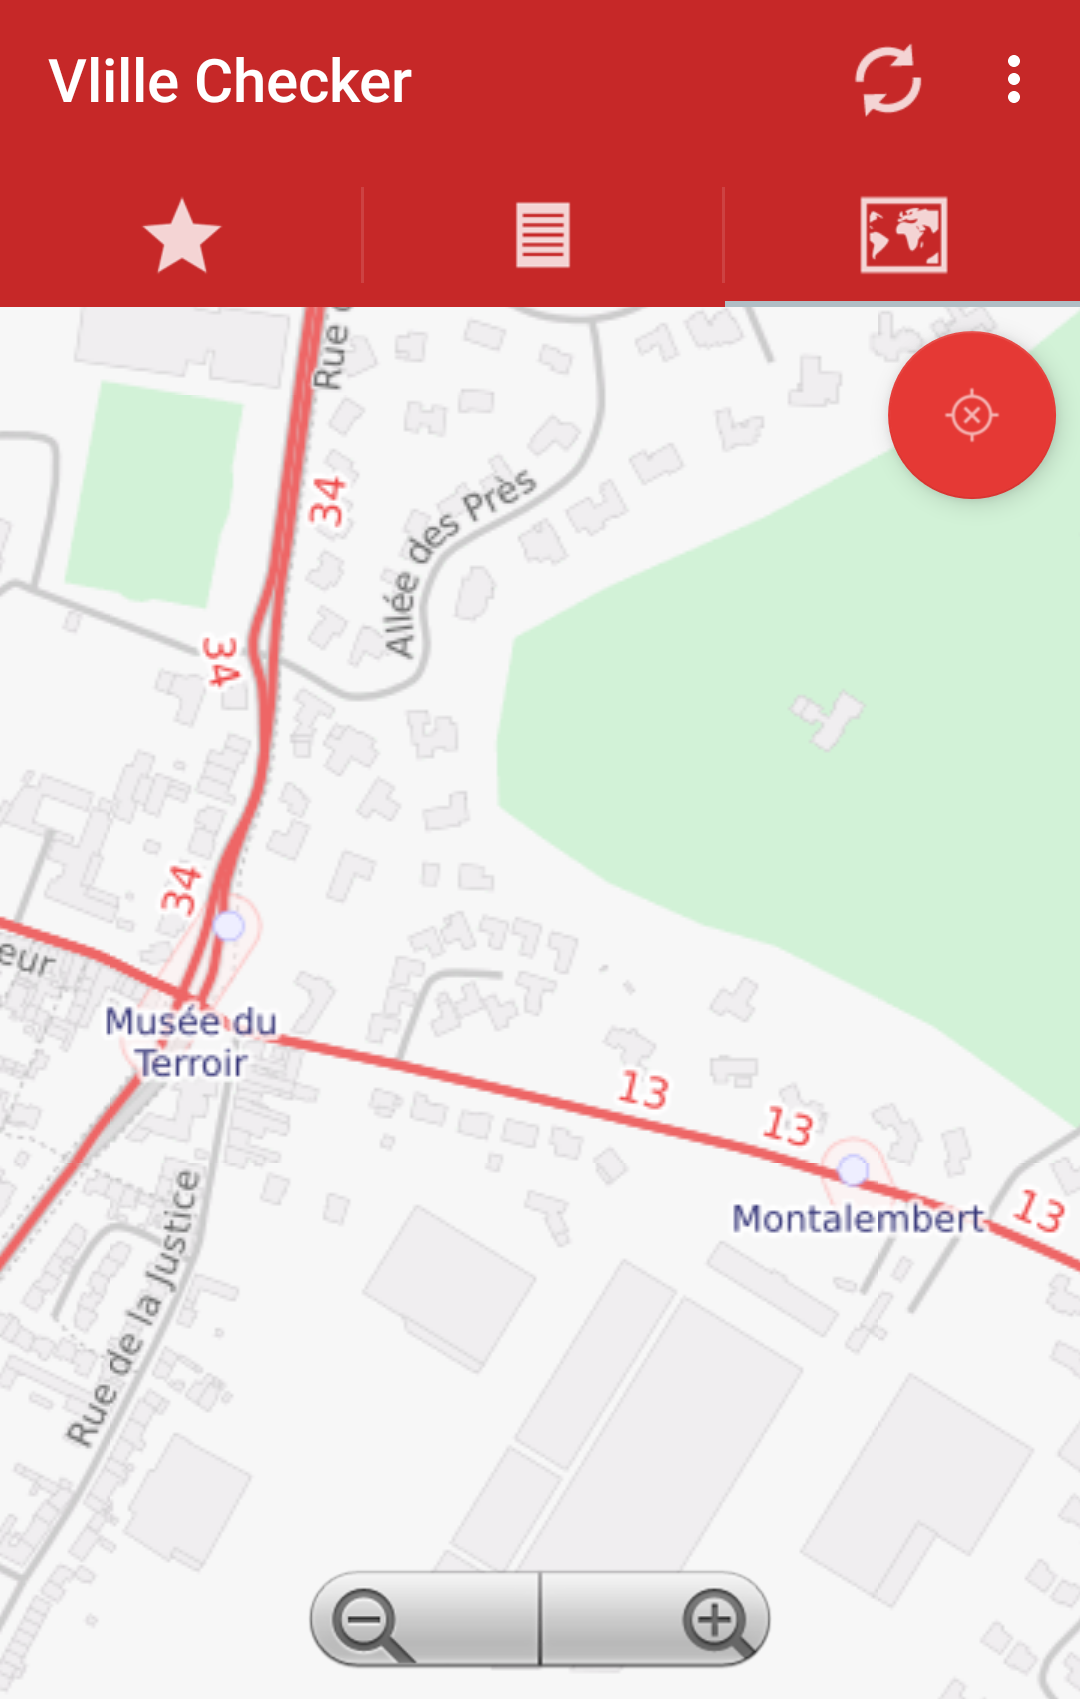 Vlille Checker
Rue
34
Allée des Près
34
34
eur
Musée du
Terroir
13
13
Montalembert
13
Rue de la Justice